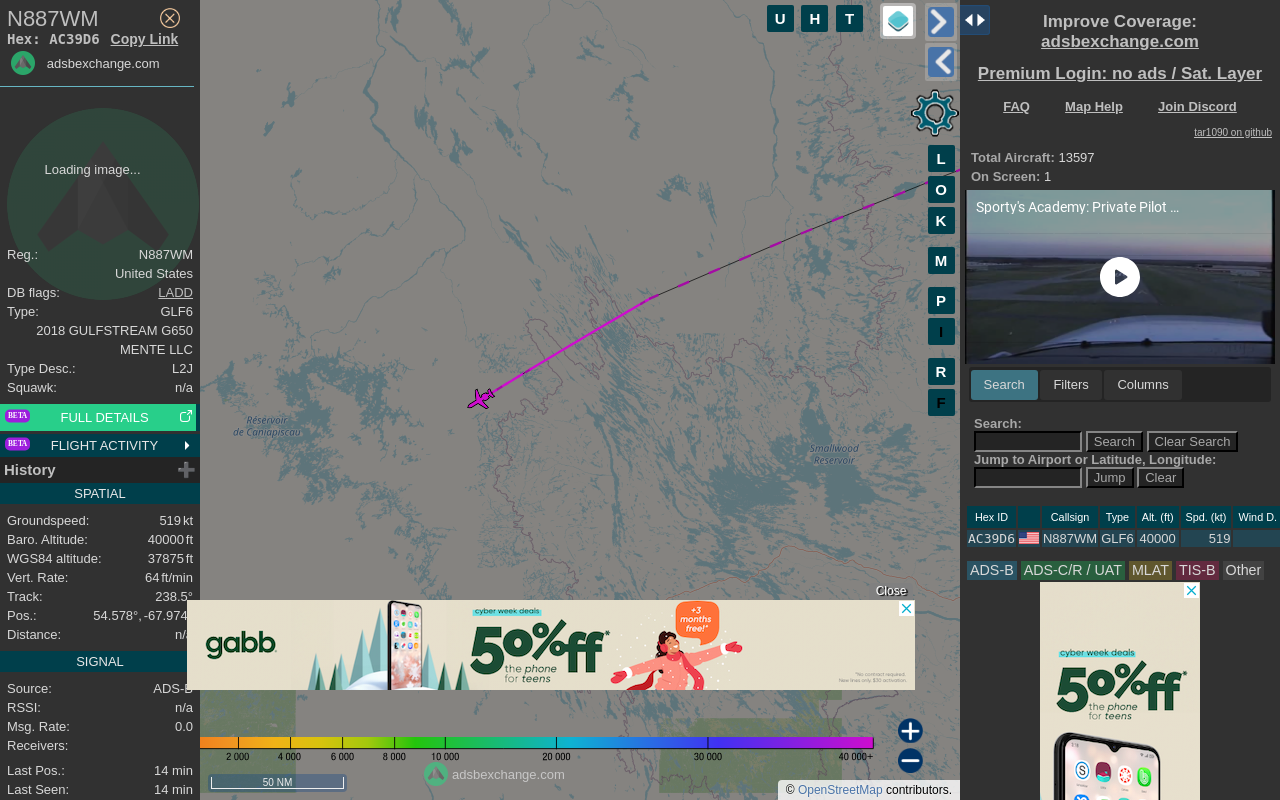 N887WM
Hex: AC39D6 Copy Link
adsbexchange.com
Loading image...
Reg.: N887WM
United States
DB flags: LADD
Type: GLF6
2018 GULFSTREAM G650
MENTE LLC
Type Desc.: L2J
Squawk: n/a
BETA FULL DETAILS
BETA FLIGHT ACTIVITY
History
SPATIAL
Groundspeed: 519 kt
Baro. Altitude: 40000 ft
WGS84 altitude: 37875 ft
Vert. Rate: 64 ft/min
Track: 238.5°
Pos.: 54.578°, -67.974
Distance: n/a
SIGNAL
Source: ADS-B
RSSI: n/a
Msg. Rate: 0.0
Receivers:
Last Pos.: 14 min
Last Seen: 14 min
U H T
L
O
K
M
P
I
R
F
Réservoir
de Caniapiscau
Smallwood
Reservoir
Close
gabb
cyber week deals
50% off*
the phone
for teens
+3
months
free!*
*No contract required.
New lines only. $30 activation
2 000 4 000 6 000 8 000 10 000 20 000 30 000 40 000+
adsbexchange.com
50 NM
© OpenStreetMap contributors.
Improve Coverage:
adsbexchange.com
Premium Login: no ads / Sat. Layer
FAQ Map Help Join Discord
tar1090 on github
Total Aircraft: 13597
On Screen: 1
Sporty's Academy: Private Pilot ...
Search Filters Columns
Search:
Search Clear Search
Jump to Airport or Latitude, Longitude:
Jump Clear
Hex ID Callsign Type Alt. (ft) Spd. (kt) Wind D.
AC39D6 N887WM GLF6 40000 519
ADS-B ADS-C/R / UAT MLAT TIS-B Other
cyber week deals
50% off*
the phone
for teens